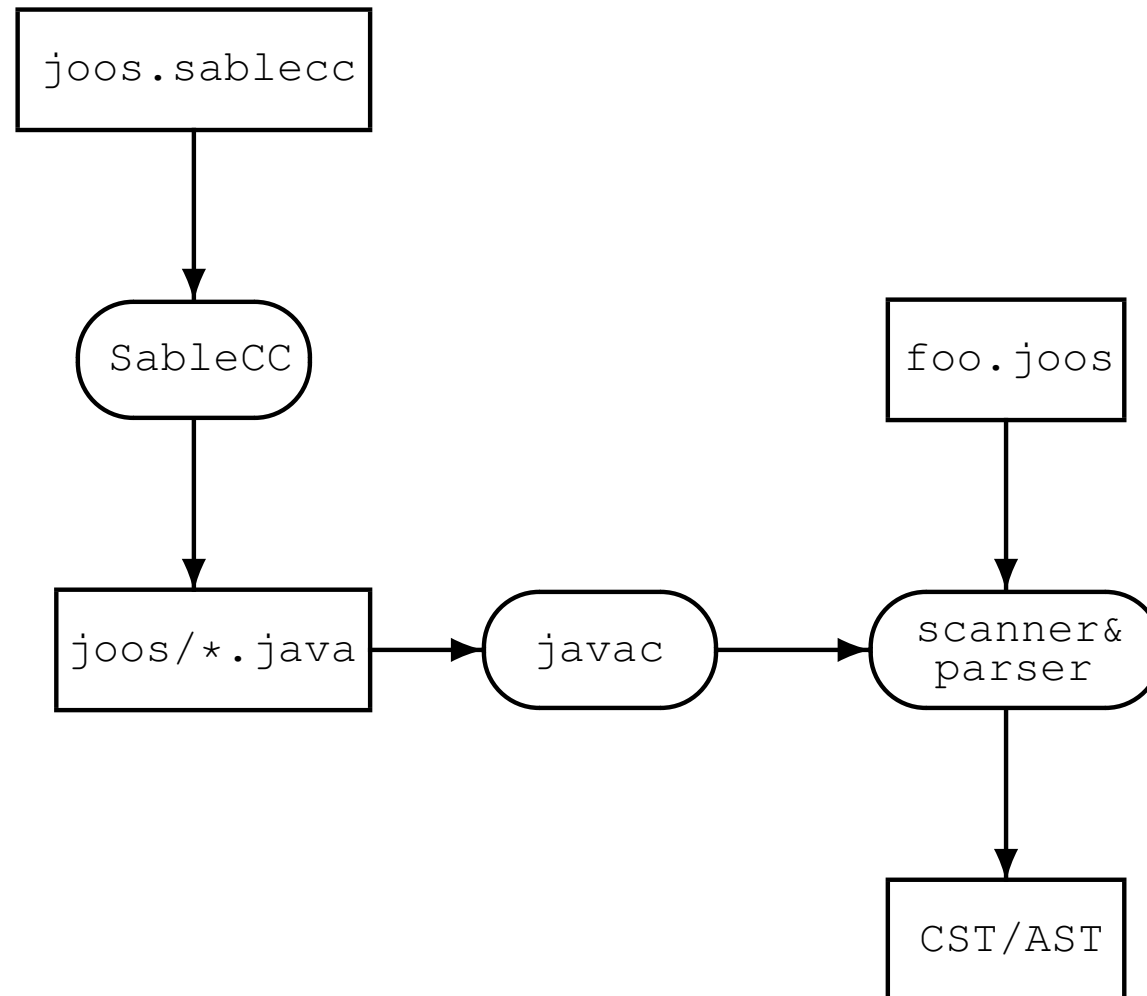 joos.sablecc
SableCC
foo.joos
joos/*.java
javac
scanner&
parser
CST/AST